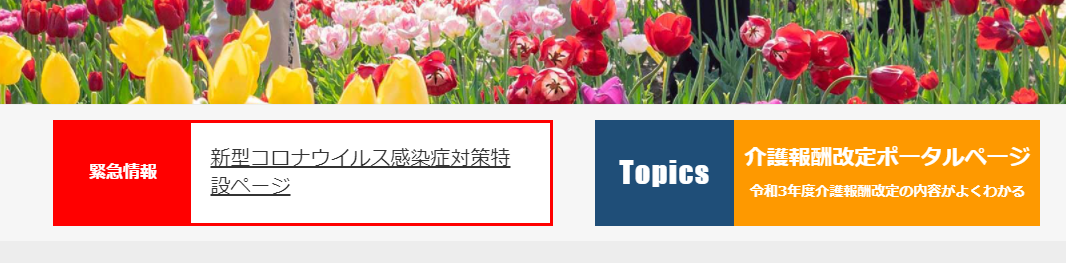 緊急情報
新型コロナウイルス感染症対策特
設ページ
Topics
介護報酬改定ポータルページ
令和3年度介護報酬改定の内容がよくわかる